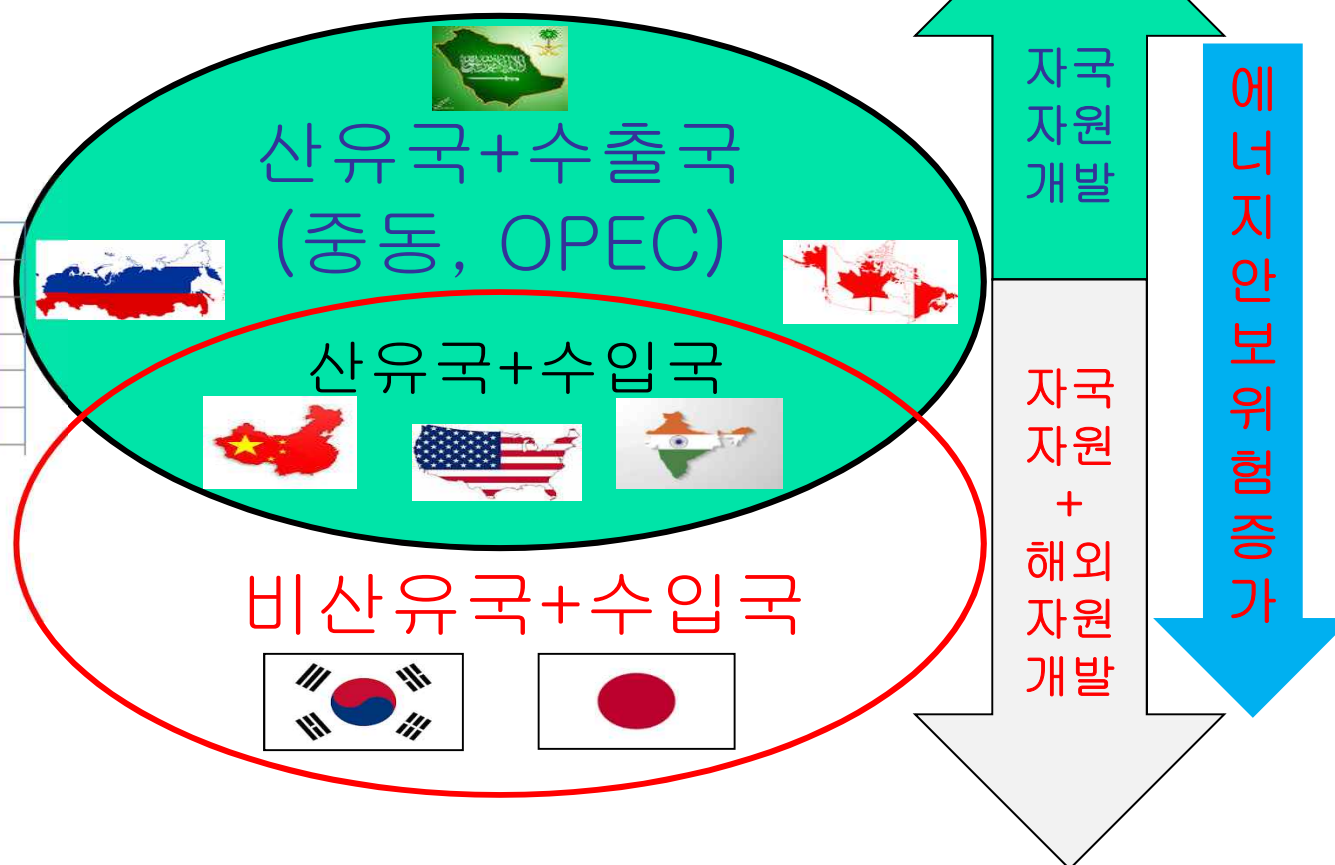 산유국+수출국
(중동, OPEC)
산유국+수입국
비산유국+수입국
자국
자원
개발
자국
자원
+
해외
자원
개발
에
너
지
안
보
위
험
증
가